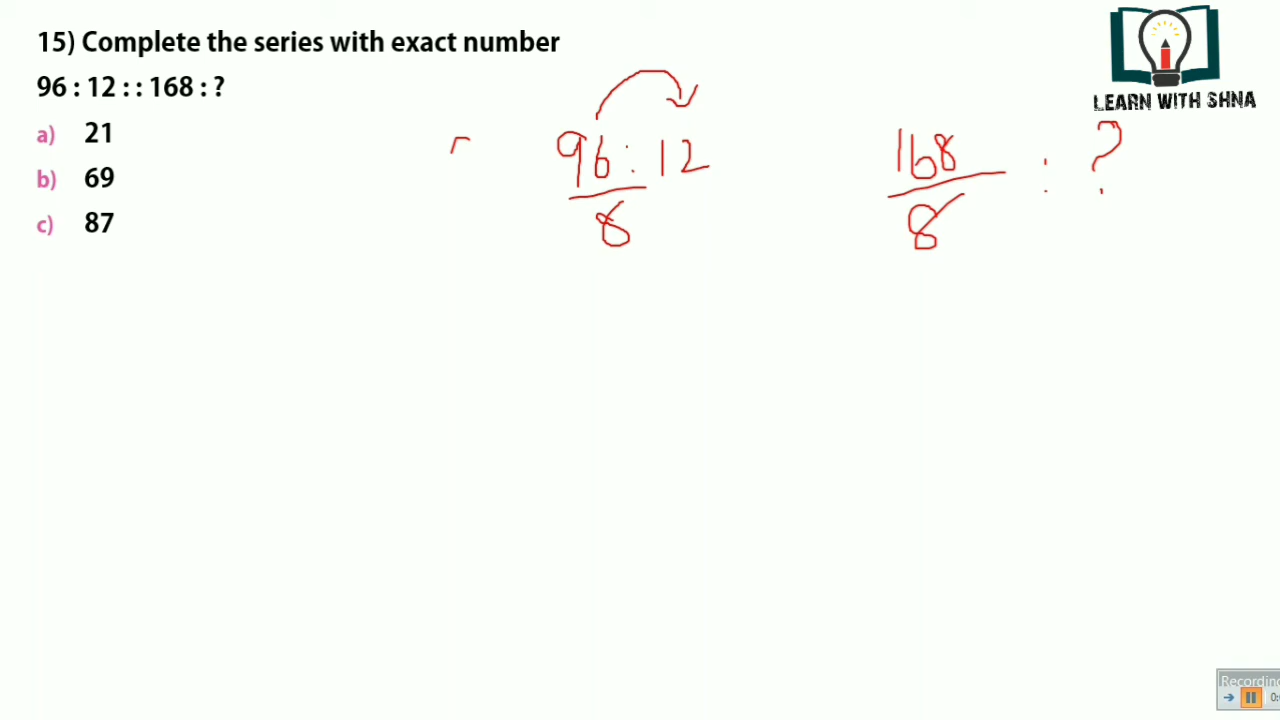 15) Complete the series with exact number
96 : 12 : : 168 : ?
a) 21
b) 69
c) 87
96 : 12
8
168 : ?
8
LEARN WITH SHNA
Recording